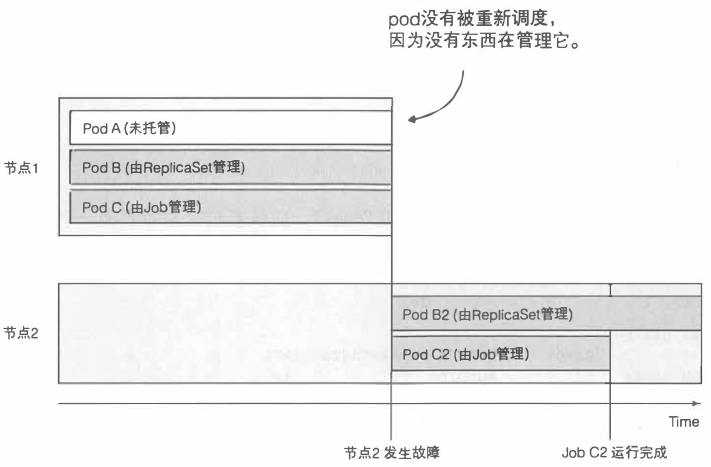 pod没有被重新调度，
因为没有东西在管理它。
节点1
Pod A (未托管)
Pod B (由ReplicaSet管理)
Pod C (由Job管理)
节点2
Pod B2 (由ReplicaSet管理)
Pod C2 (由Job管理)
Time
节点2 发生故障
Job C2 运行完成